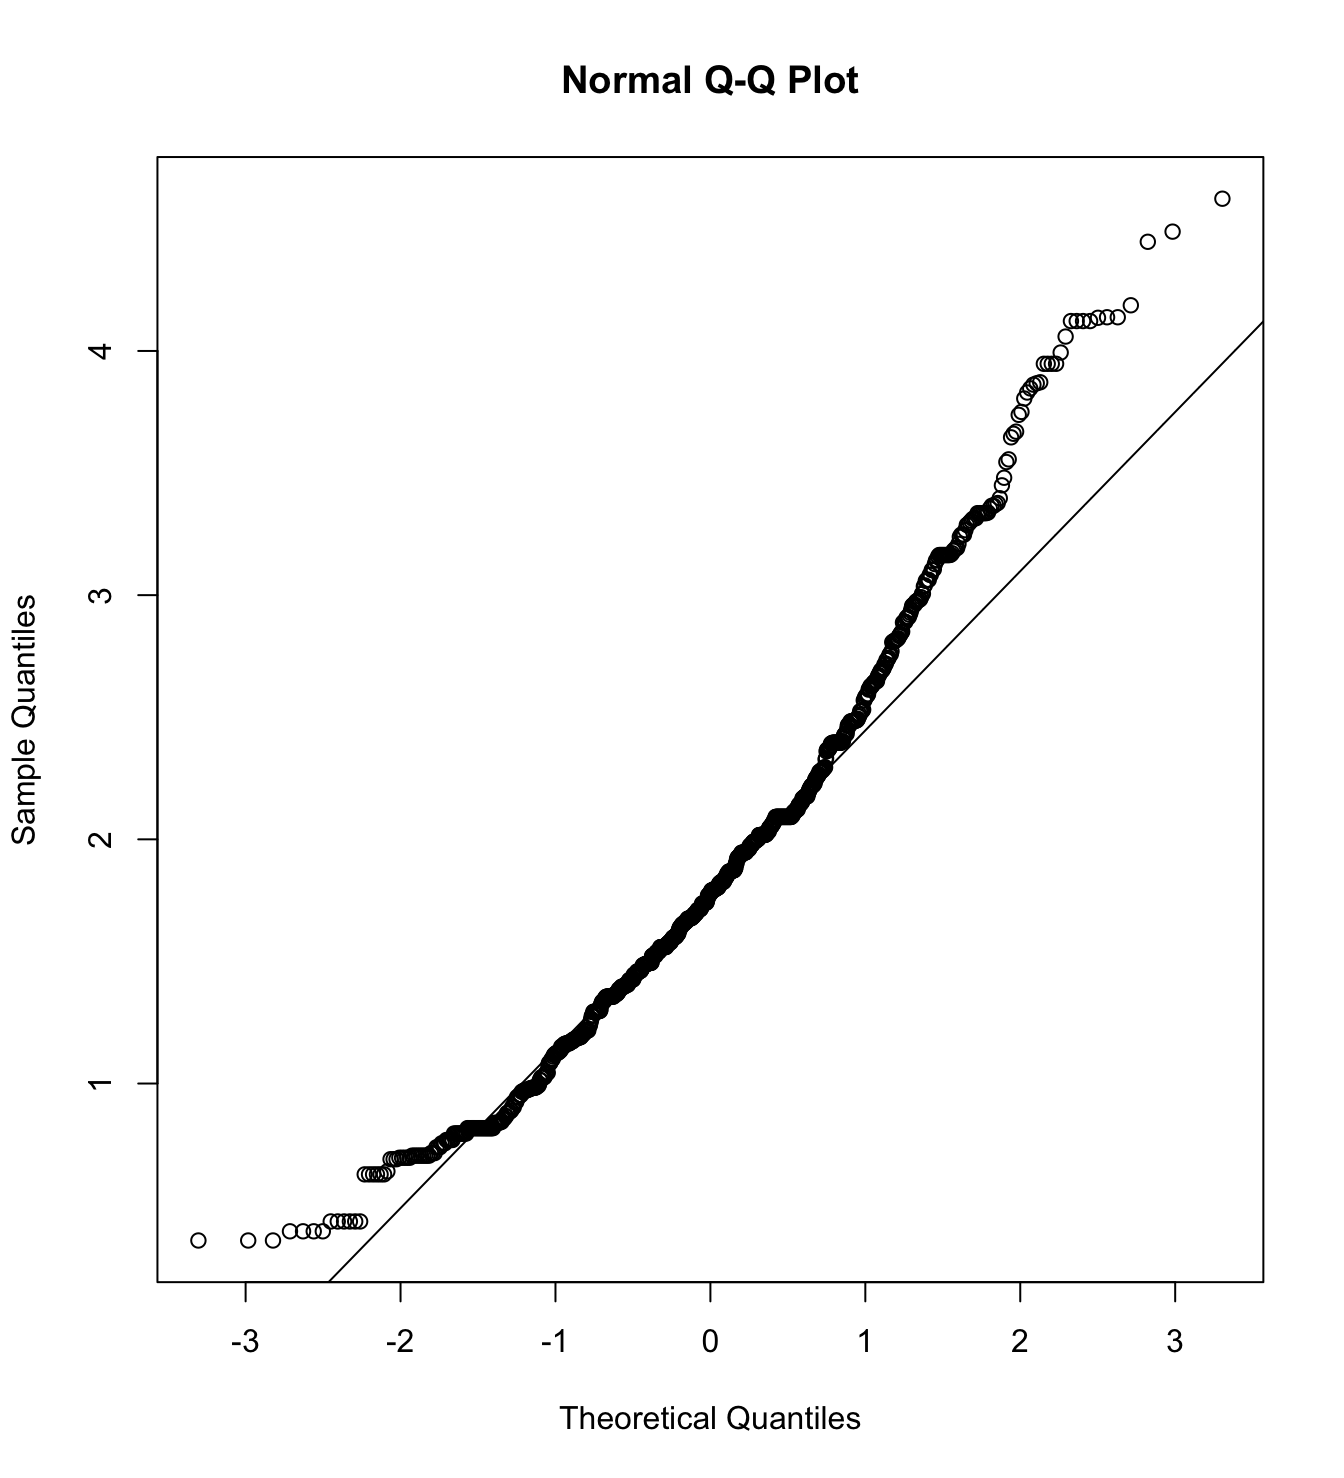 Normal Q-Q Plot
Sample Quantiles
4
3
2
1
-3 -2 -1 0 1 2 3
Theoretical Quantiles